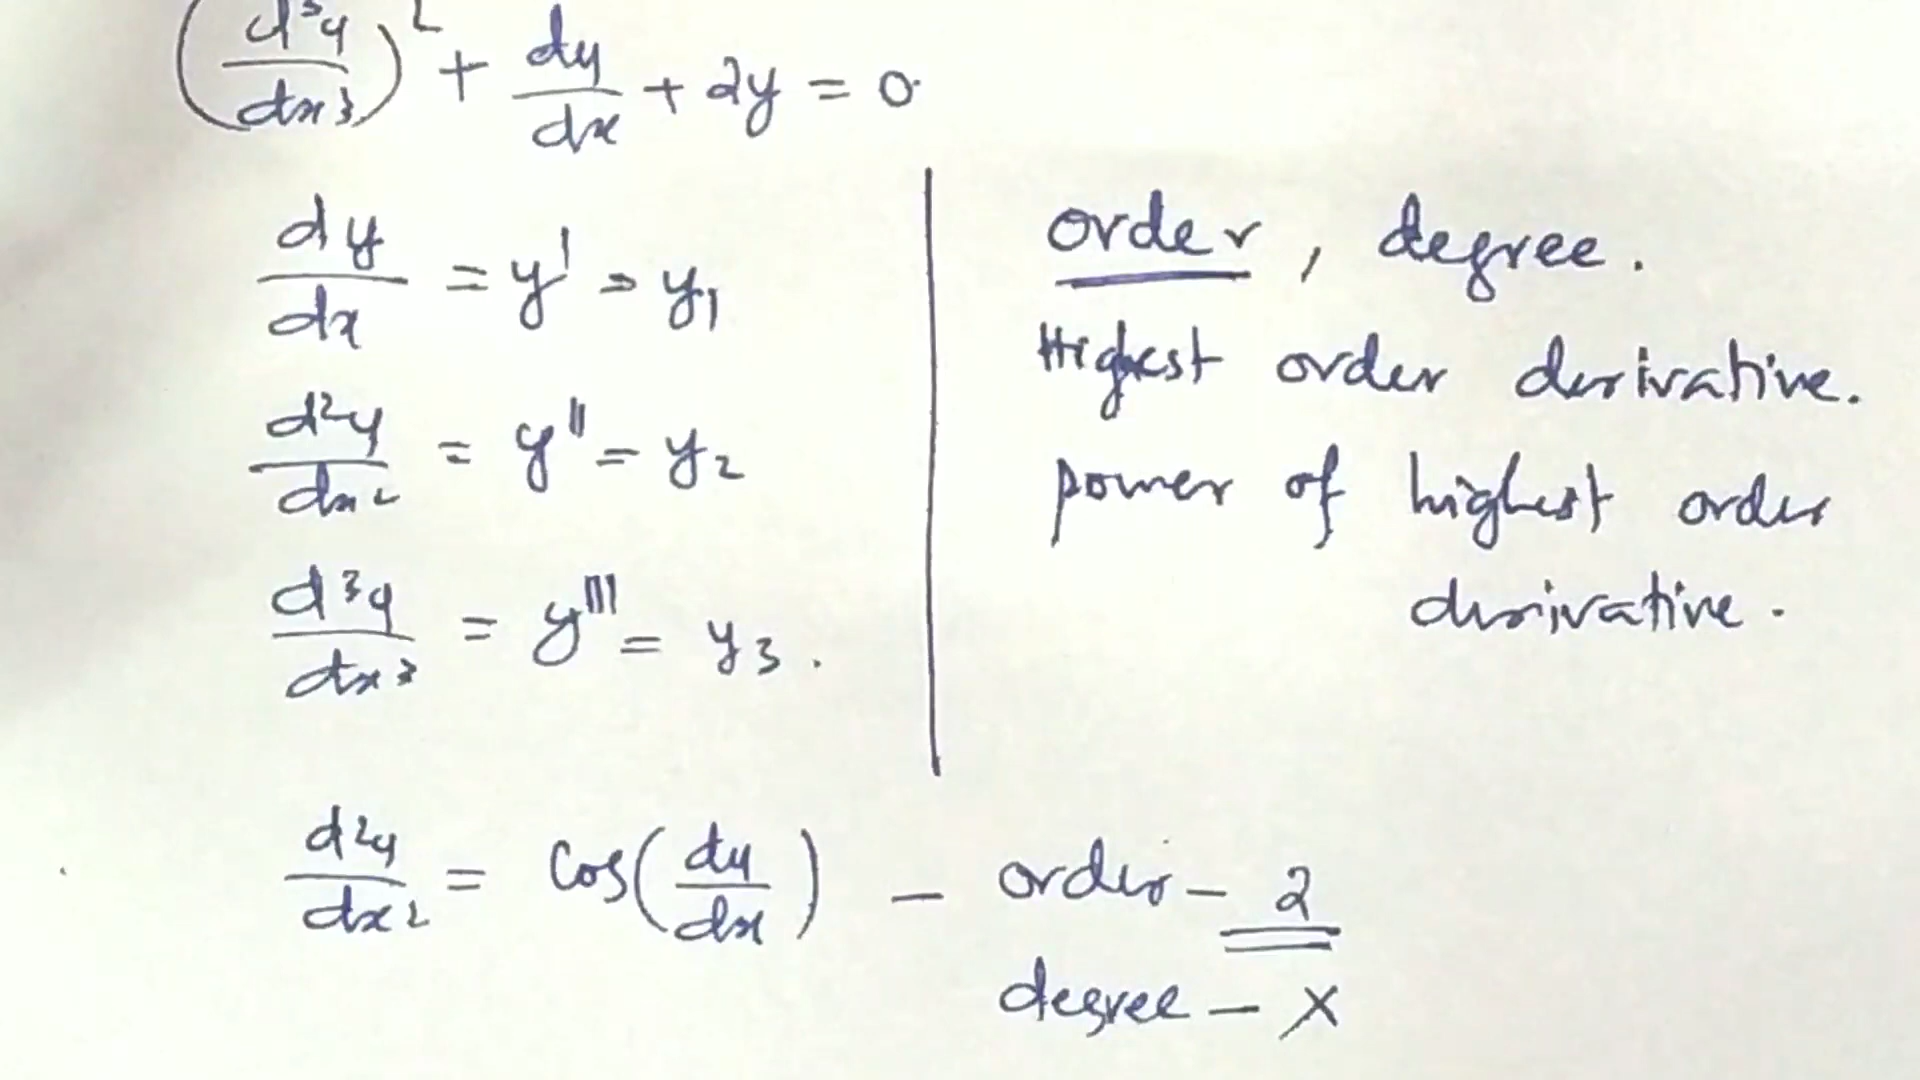 (d³y/dx³)² + dy/dx + 2y = 0.
dy/dx = y' = y₁
d²y/dx² = y'' = y₂
d³y/dx³ = y''' = y₃.
order, degree.
Highest order derivative.
power of highest order
derivative.
d²y/dx² = Cos(dy/dx) – order – 2
degree – X